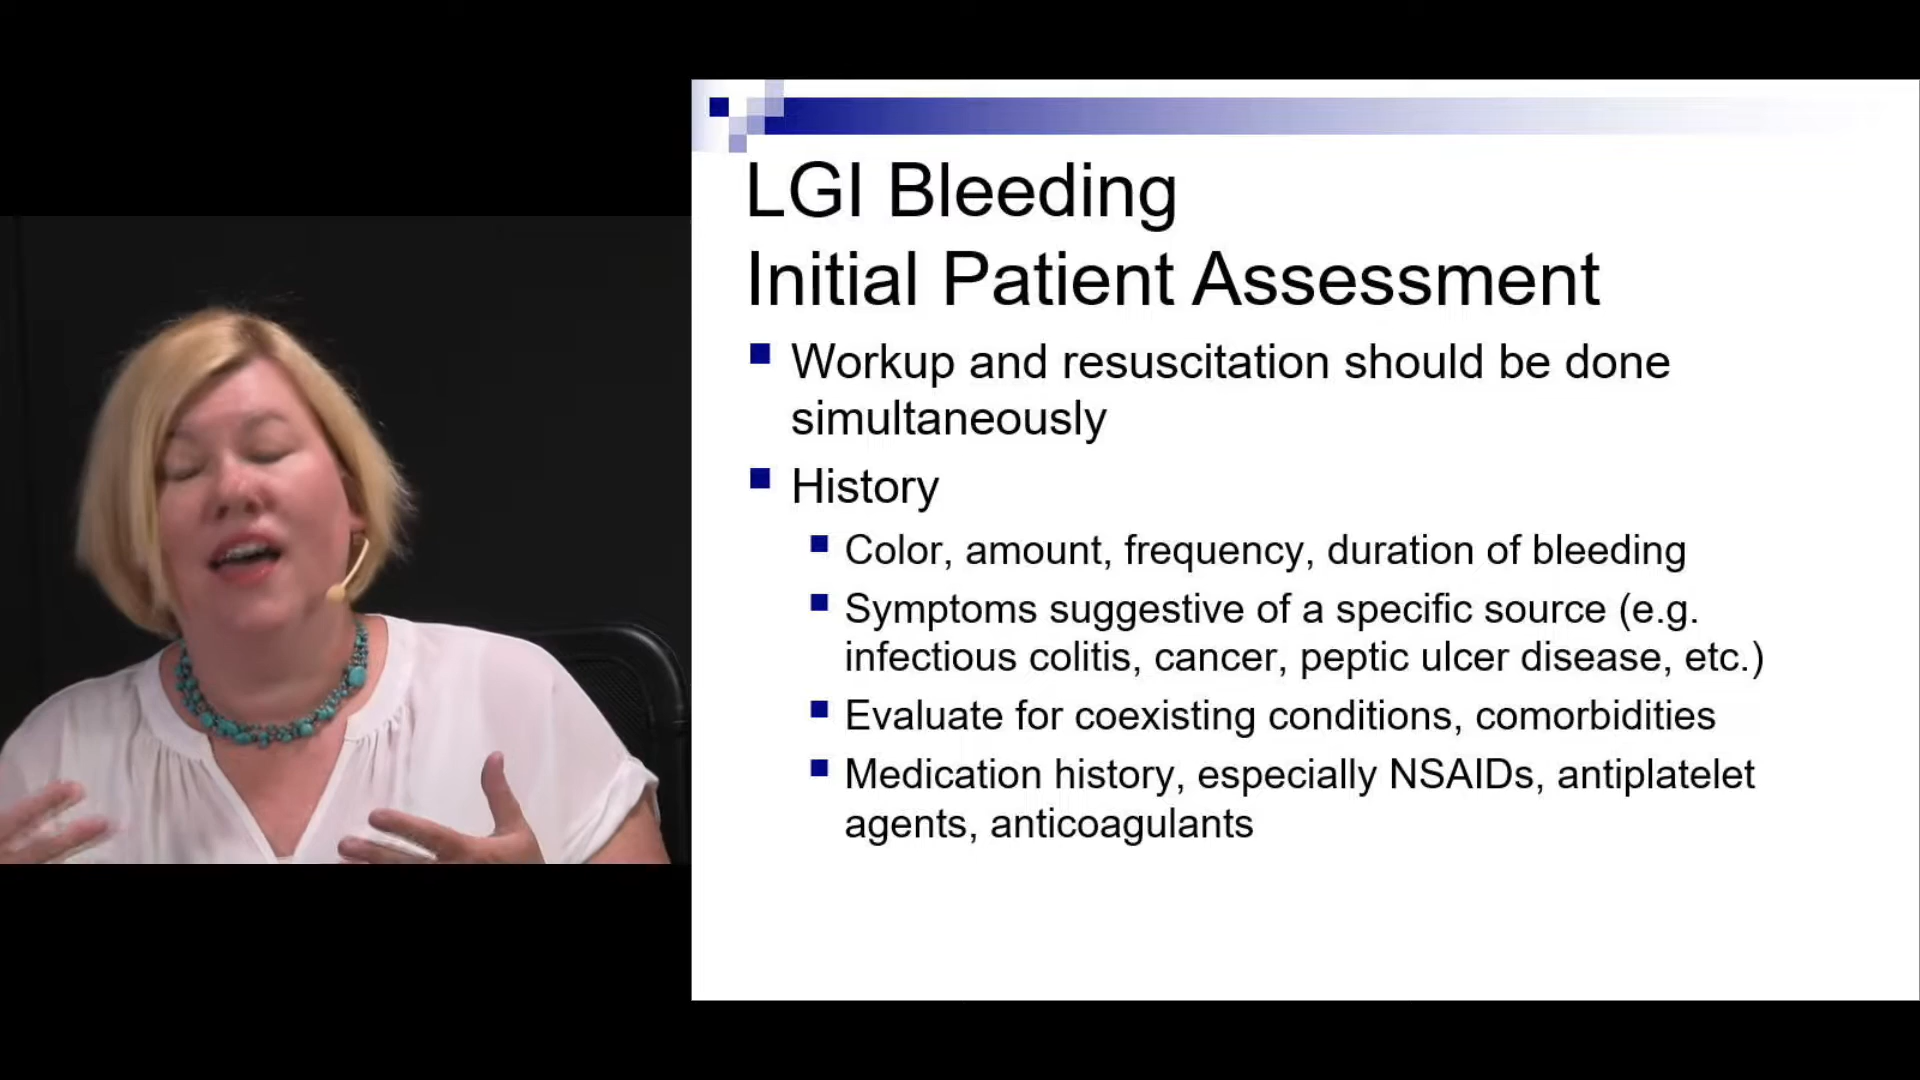 LGI Bleeding
Initial Patient Assessment
Workup and resuscitation should be done
simultaneously
History
Color, amount, frequency, duration of bleeding
Symptoms suggestive of a specific source (e.g.
infectious colitis, cancer, peptic ulcer disease, etc.)
Evaluate for coexisting conditions, comorbidities
Medication history, especially NSAIDs, antiplatelet
agents, anticoagulants